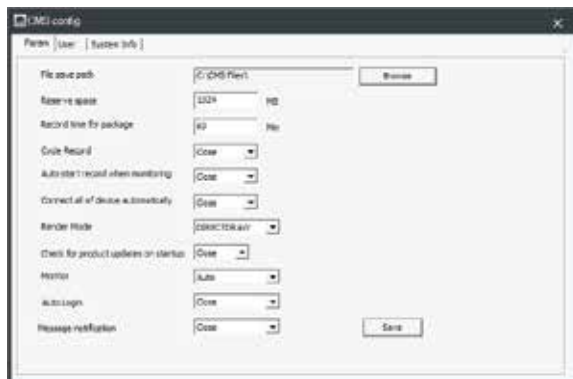 CMS config
Param User System Info
File save path C:\CMS Files\ Browse
Reserve space 1024 MB
Record time for package 60 Min
Cycle Record Close
Auto start record when monitoring Close
Connect all of device automatically Close
Render Mode
Check for product updates on startup Close
Monitor Auto
Auto Login Close
Message notification Close Save